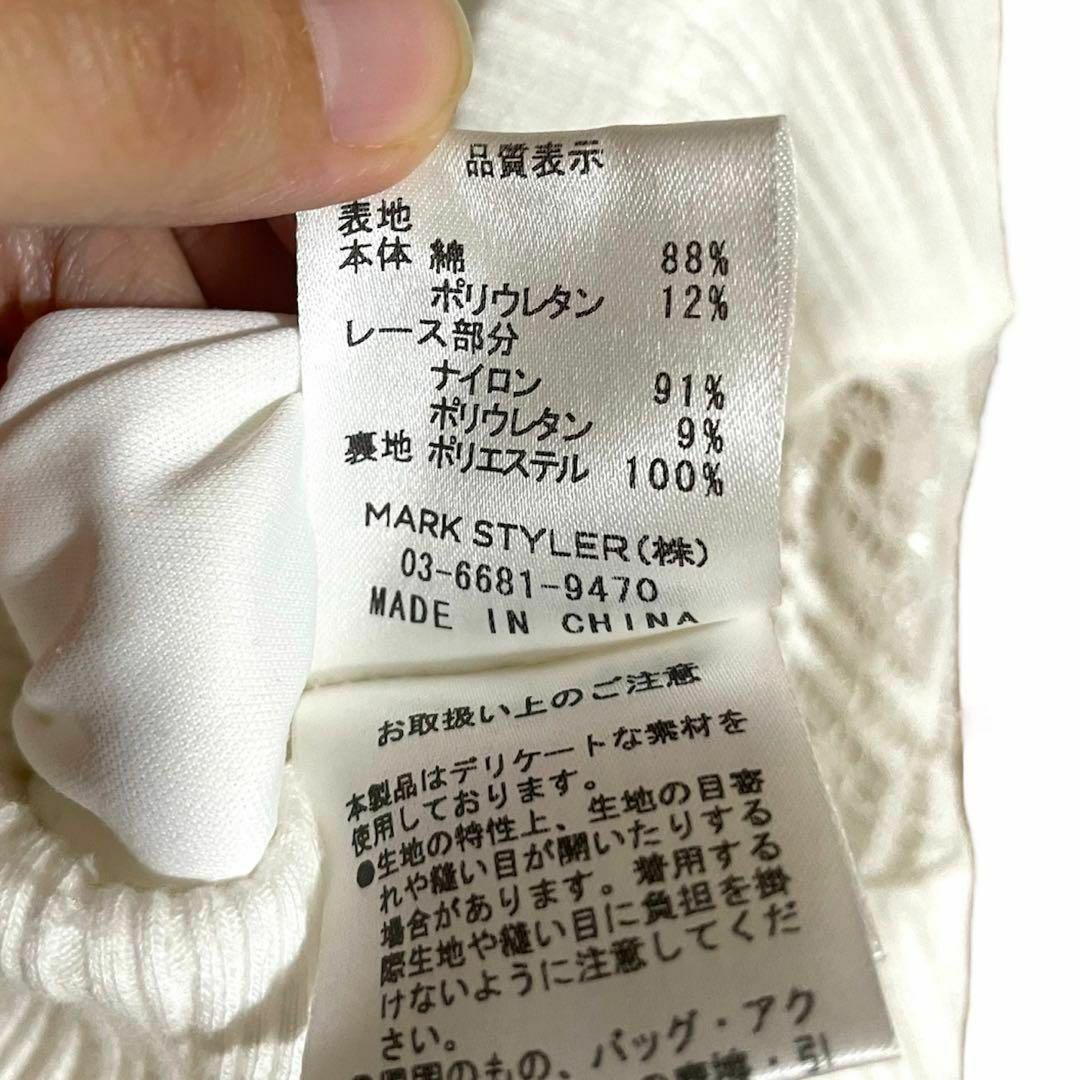 品質表示
表地
本体 綿 88%
ポリウレタン 12%
レース部分
ナイロン 91%
ポリウレタン 9%
裏地 ポリエステル 100%
MARK STYLER(株)
03-6681-9470
MADE IN CHINA
お取扱い上のご注意
本製品はデリケートな素材を
使用しております。
●生地の特性上、生地の目寄
れや縫い目が開いたりする
場合があります。着用する
際生地や縫い目に負担を掛
けないように注意してくだ
さい。
のもの、バッグ・アク
の裏地・引